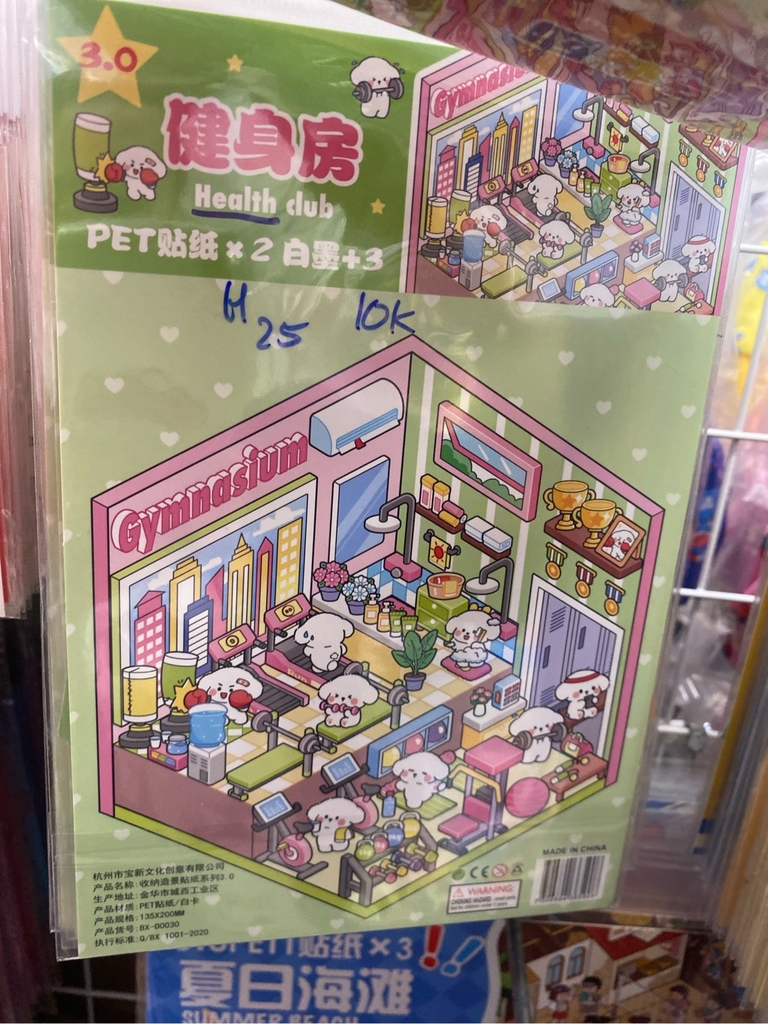 3.0
健身房
Health club
PET贴纸×2 白墨+3
Gymnasium
H 25 10K
Gymnasium
Run
杭州市宝新文化创意有限公司
产品名称: 收纳造景贴纸系列3.0
生产地址: 金华市城西工业区
产品材质: PET贴纸/白卡
产品规格: 135X200MM
产品货号: BX-00030
执行标准: Q/BX 1001-2020
MADE IN CHINA
CE
WARNING:
CHOKING HAZARD
贴纸×3
夏日海滩
SUMMER BEACH